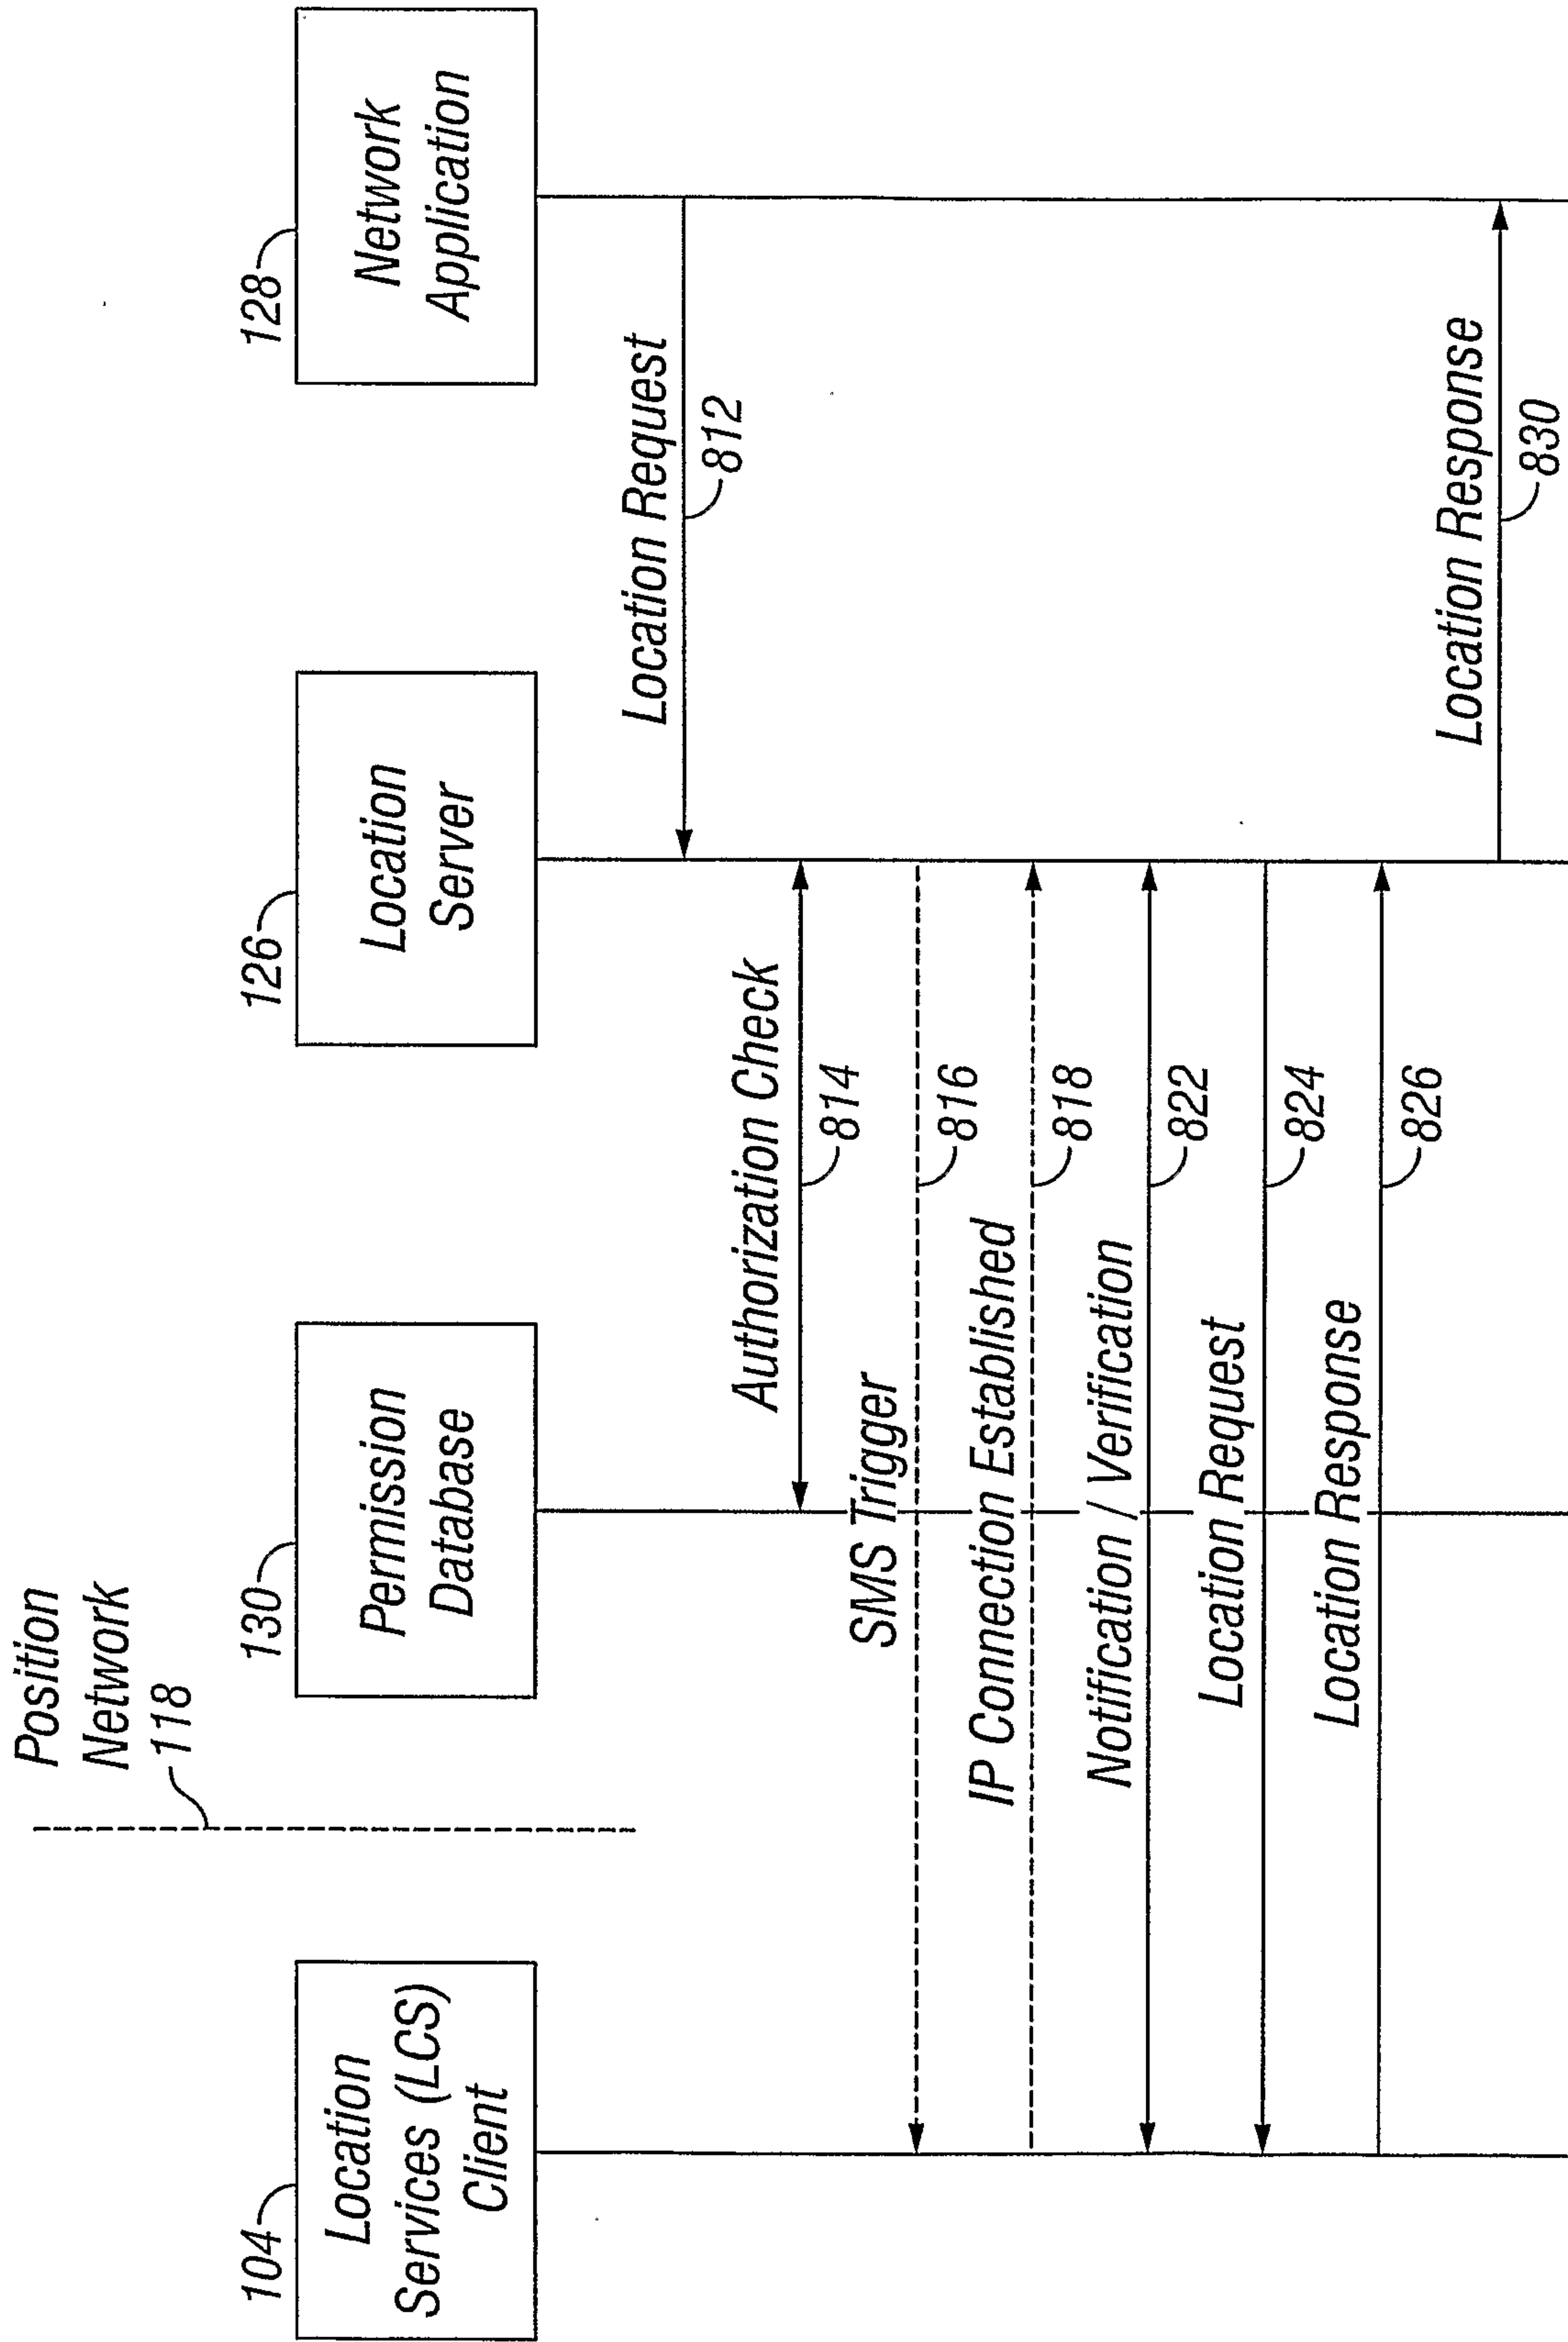 Position
Network
118
104
Location
Services (LCS)
Client
130
Permission
Database
126
Location
Server
128
Network
Application
Location Request
812
Authorization Check
814
SMS Trigger
816
IP Connection Established
818
Notification / Verification
822
Location Request
824
Location Response
826
Location Response
830